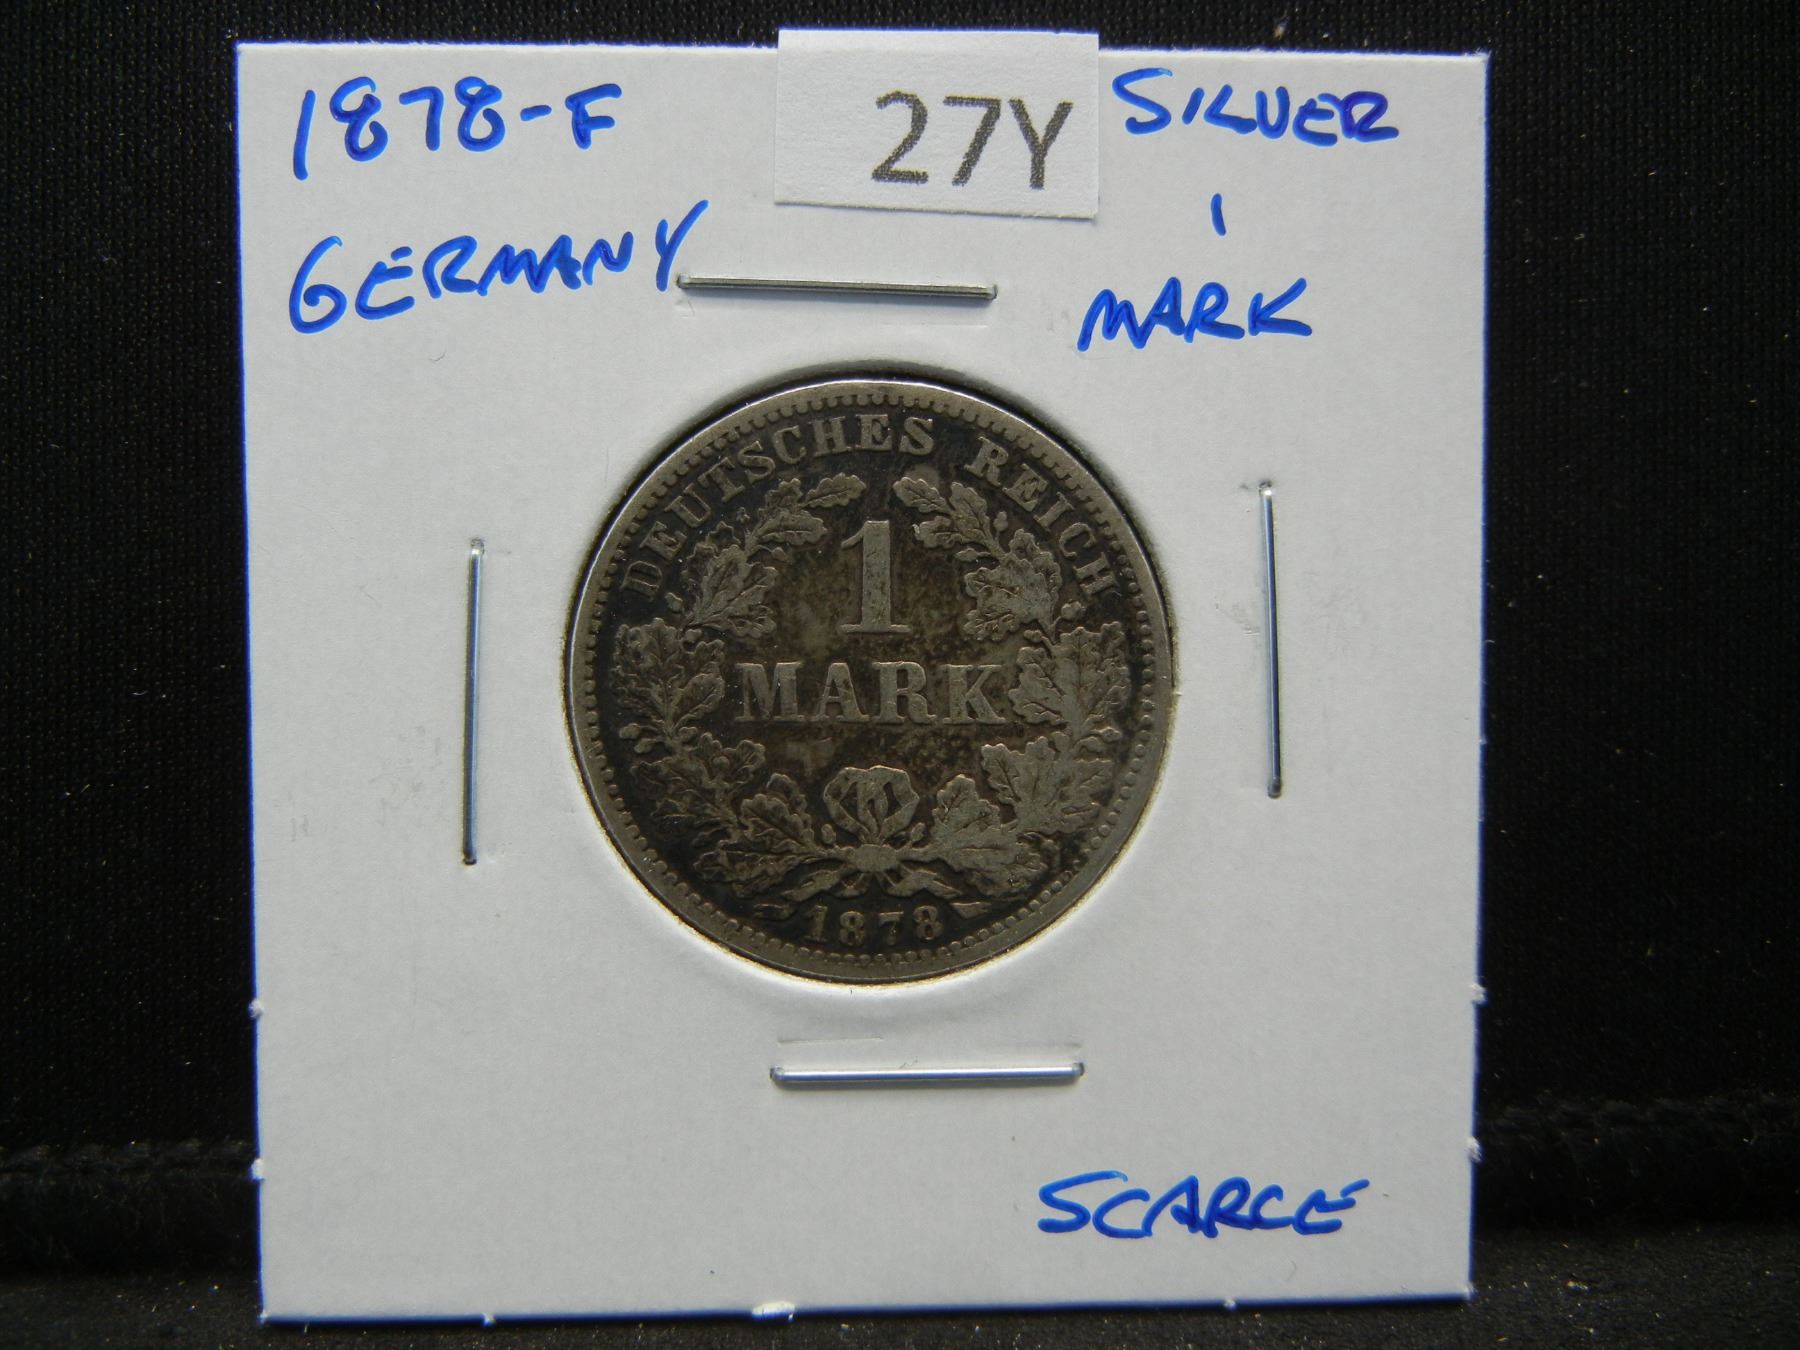 1878-F
GERMANY
27Y
SILVER
1
MARK
DEUTSCHES REICH
1
MARK
1878
SCARCE